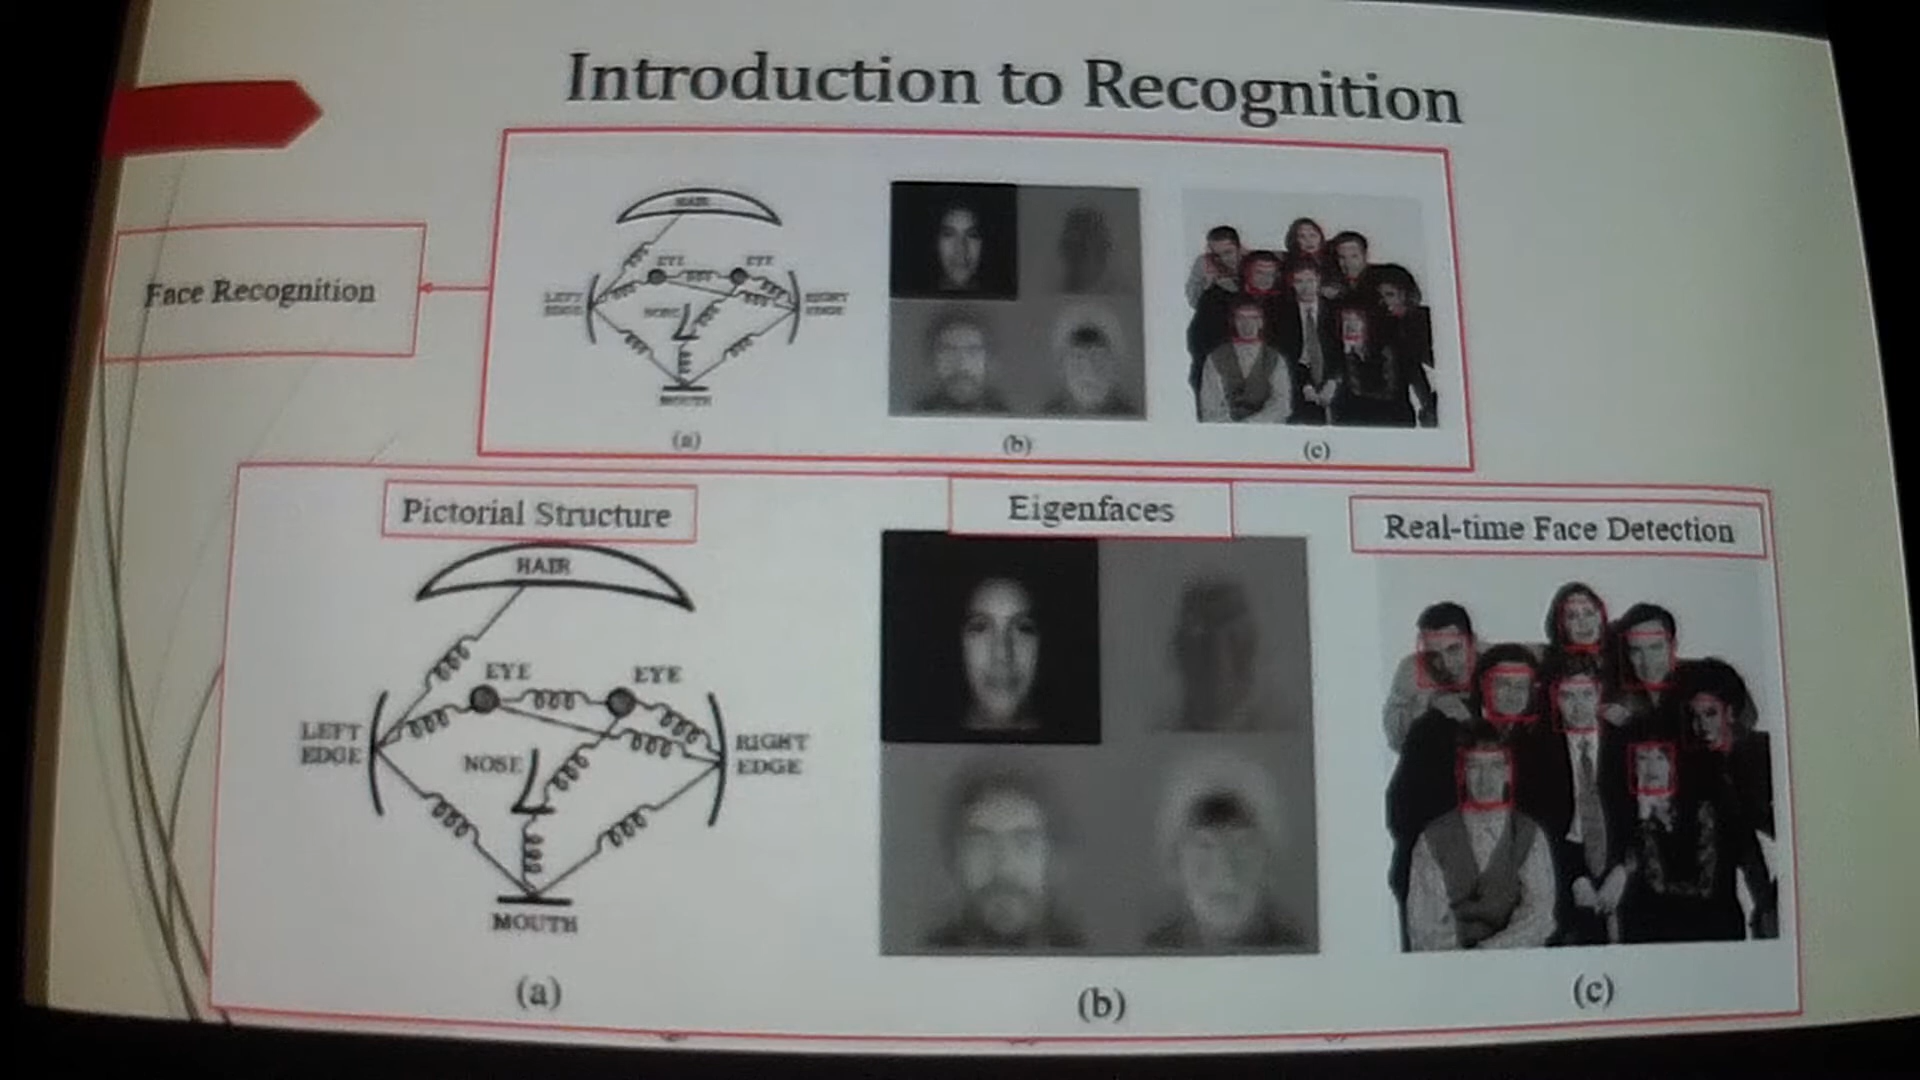 Introduction to Recognition
Face Recognition
HAIR
EYE
EYE
LEFT
EDGE
NOSE
RIGHT
EDGE
MOUTH
(a)
(b)
(c)
Pictorial Structure
Eigenfaces
Real-time Face Detection
HAIR
EYE
EYE
LEFT
EDGE
NOSE
RIGHT
EDGE
MOUTH
(a)
(b)
(c)